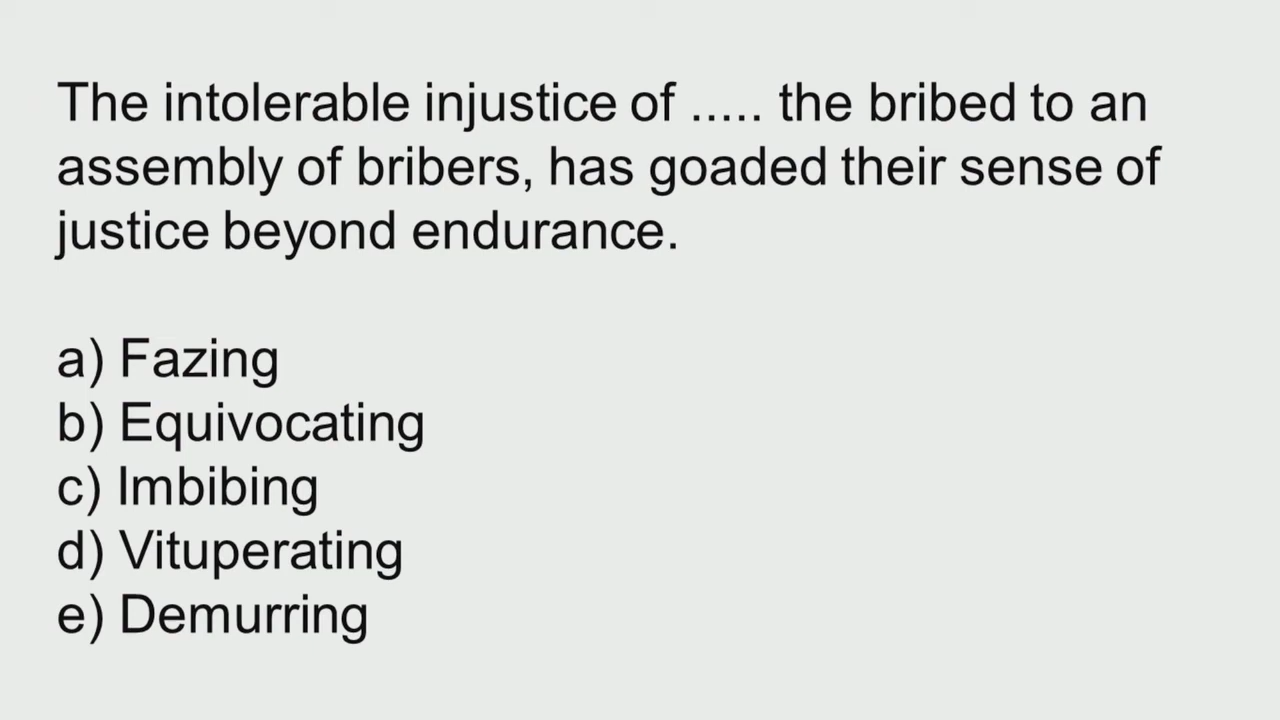 The intolerable injustice of ..... the bribed to an
assembly of bribers, has goaded their sense of
justice beyond endurance.
a) Fazing
b) Equivocating
c) Imbibing
d) Vituperating
e) Demurring